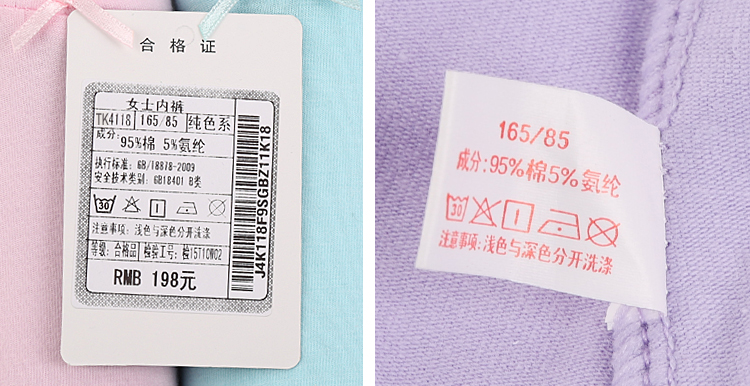 合格证
女士内裤
TK4118 165/85 纯色系
成分:
95%棉 5%氨纶
执行标准: GB/18878-2009
安全技术类别: GB18401 B类
30
注意事项: 浅色与深色分开洗涤
等级: 合格品 检验工号: 检15T10N02
RMB 198元
J4K118F9SGBZ11K18
165/85
成分:95%棉5%氨纶
30
注意事项:浅色与深色分开洗涤